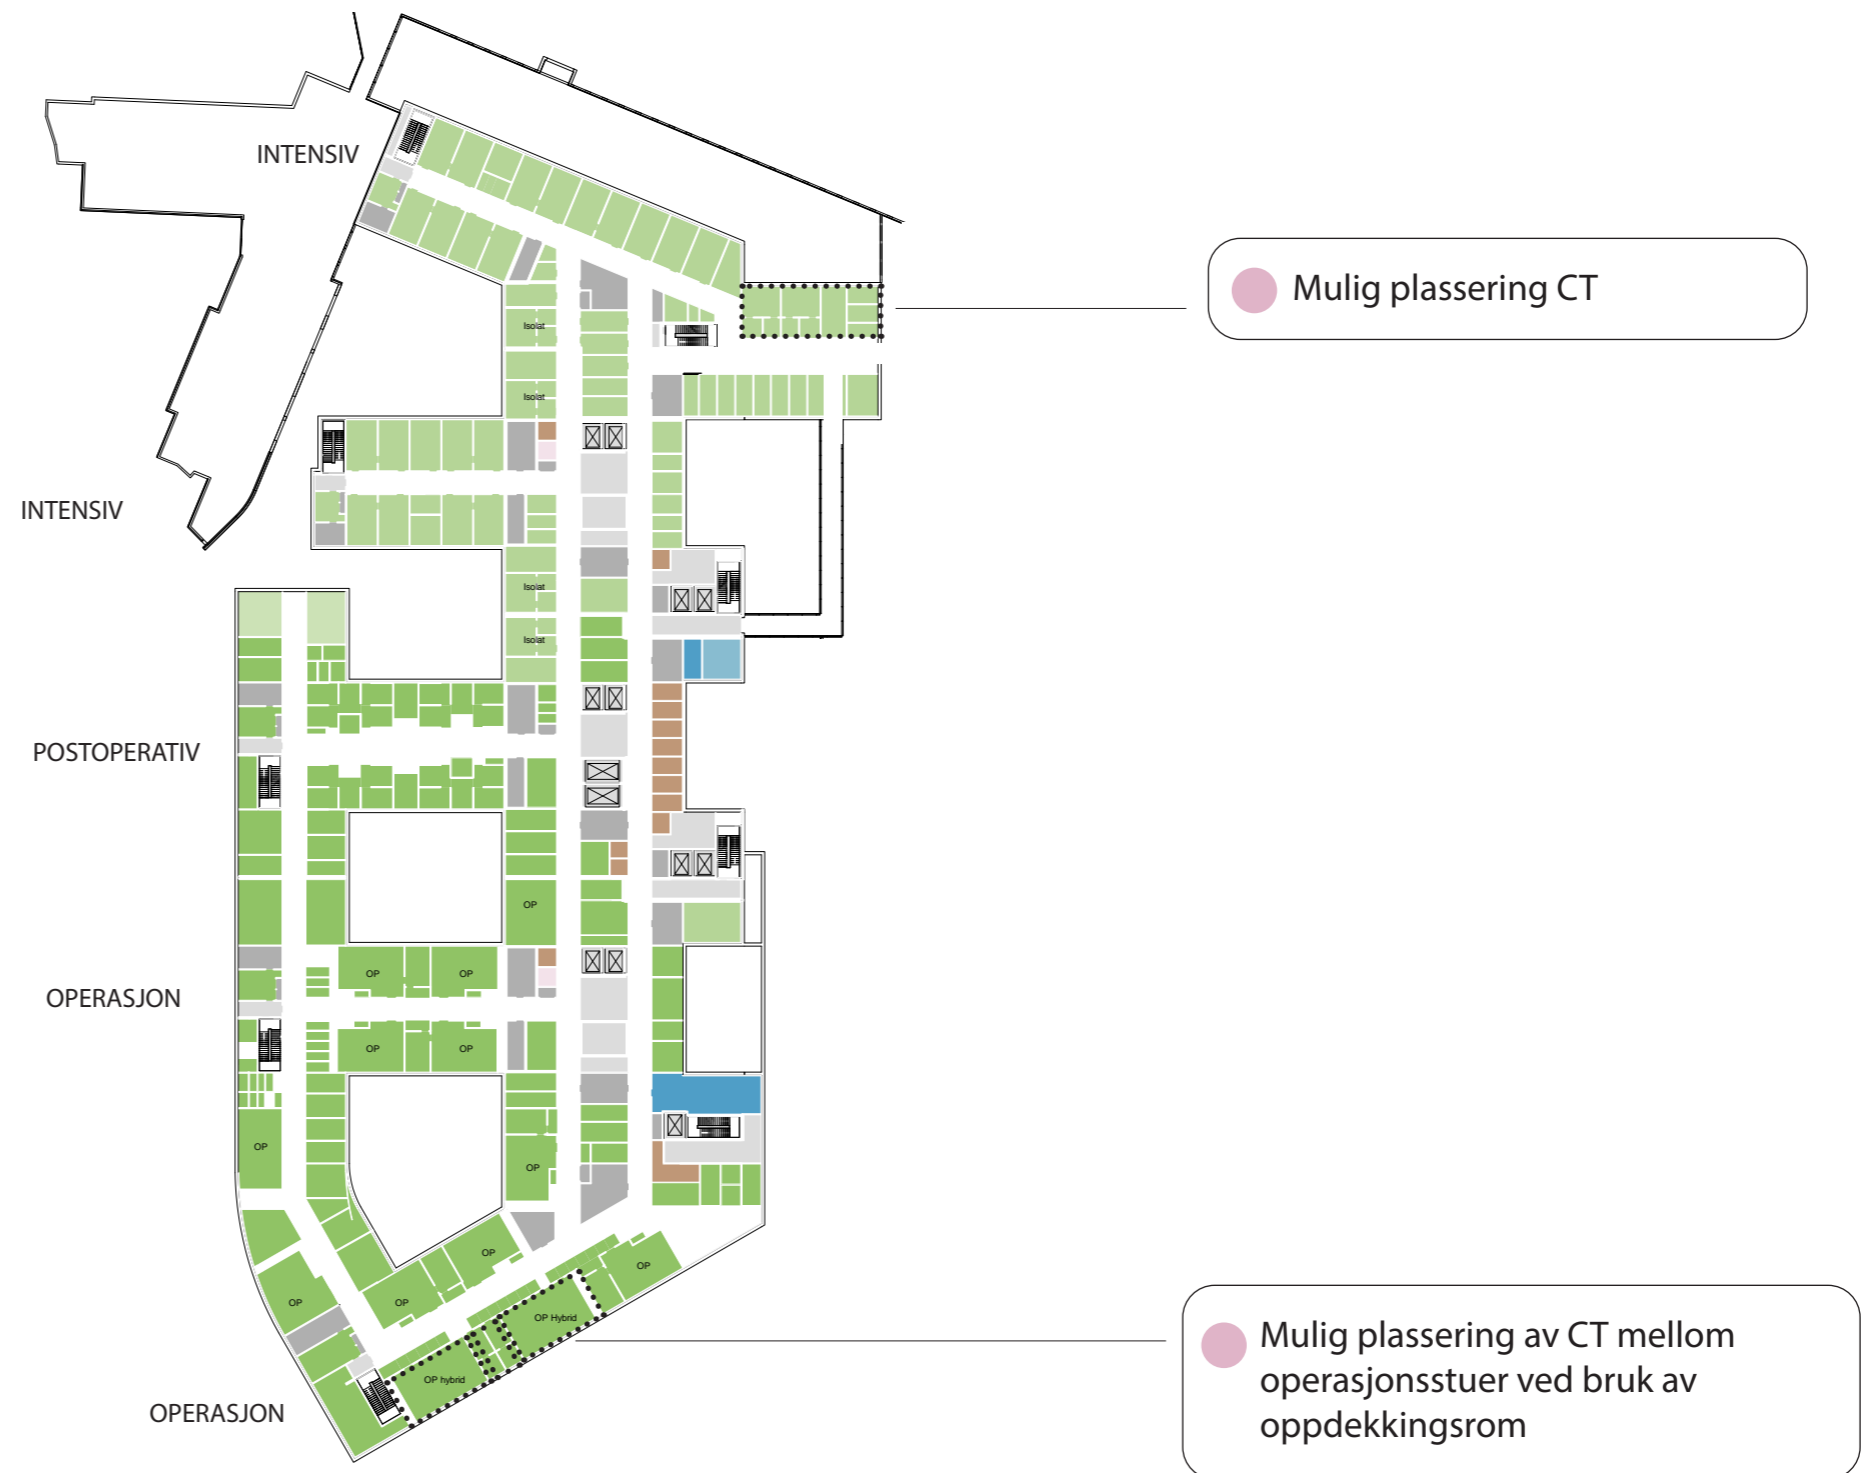 INTENSIV
Mulig plassering CT
Isolat
Isolat
INTENSIV
Isolat
Isolat
POSTOPERATIV
OP
OP
OP
OPERASJON
OP
OP
OP
OP
OP
OP
OP
OP
OP Hybrid
OP
Mulig plassering av CT mellom
operasjonsstuer ved bruk av
oppdekkingsrom
OP hybrid
OPERASJON